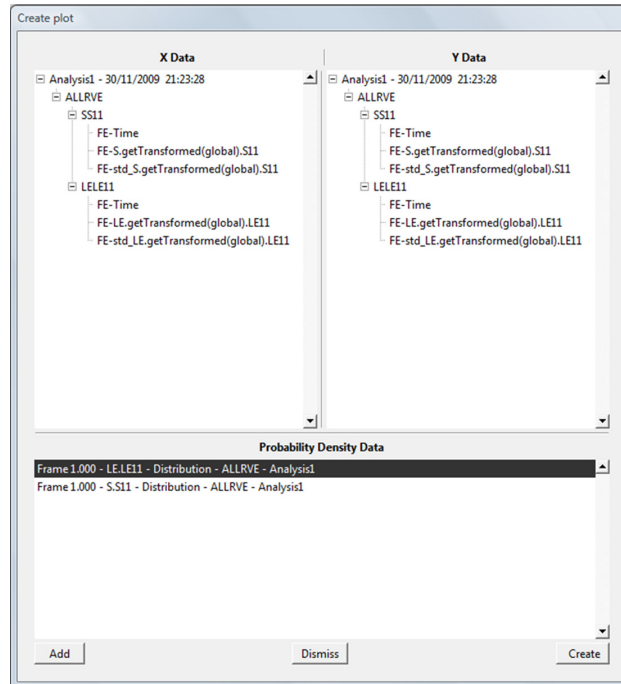 Create plot
X Data
Analysis1 - 30/11/2009 21:23:28
ALLRVE
SS11
FE-Time
FE-S.getTransformed(global).S11
FE-std_S.getTransformed(global).S11
LELE11
FE-Time
FE-LE.getTransformed(global).LE11
FE-std_LE.getTransformed(global).LE11
Y Data
Analysis1 - 30/11/2009 21:23:28
ALLRVE
SS11
FE-Time
FE-S.getTransformed(global).S11
FE-std_S.getTransformed(global).S11
LELE11
FE-Time
FE-LE.getTransformed(global).LE11
FE-std_LE.getTransformed(global).LE11
Probability Density Data
Frame 1.000 - LE.LE11 - Distribution - ALLRVE - Analysis1
Frame 1.000 - S.S11 - Distribution - ALLRVE - Analysis1
Add
Dismiss
Create